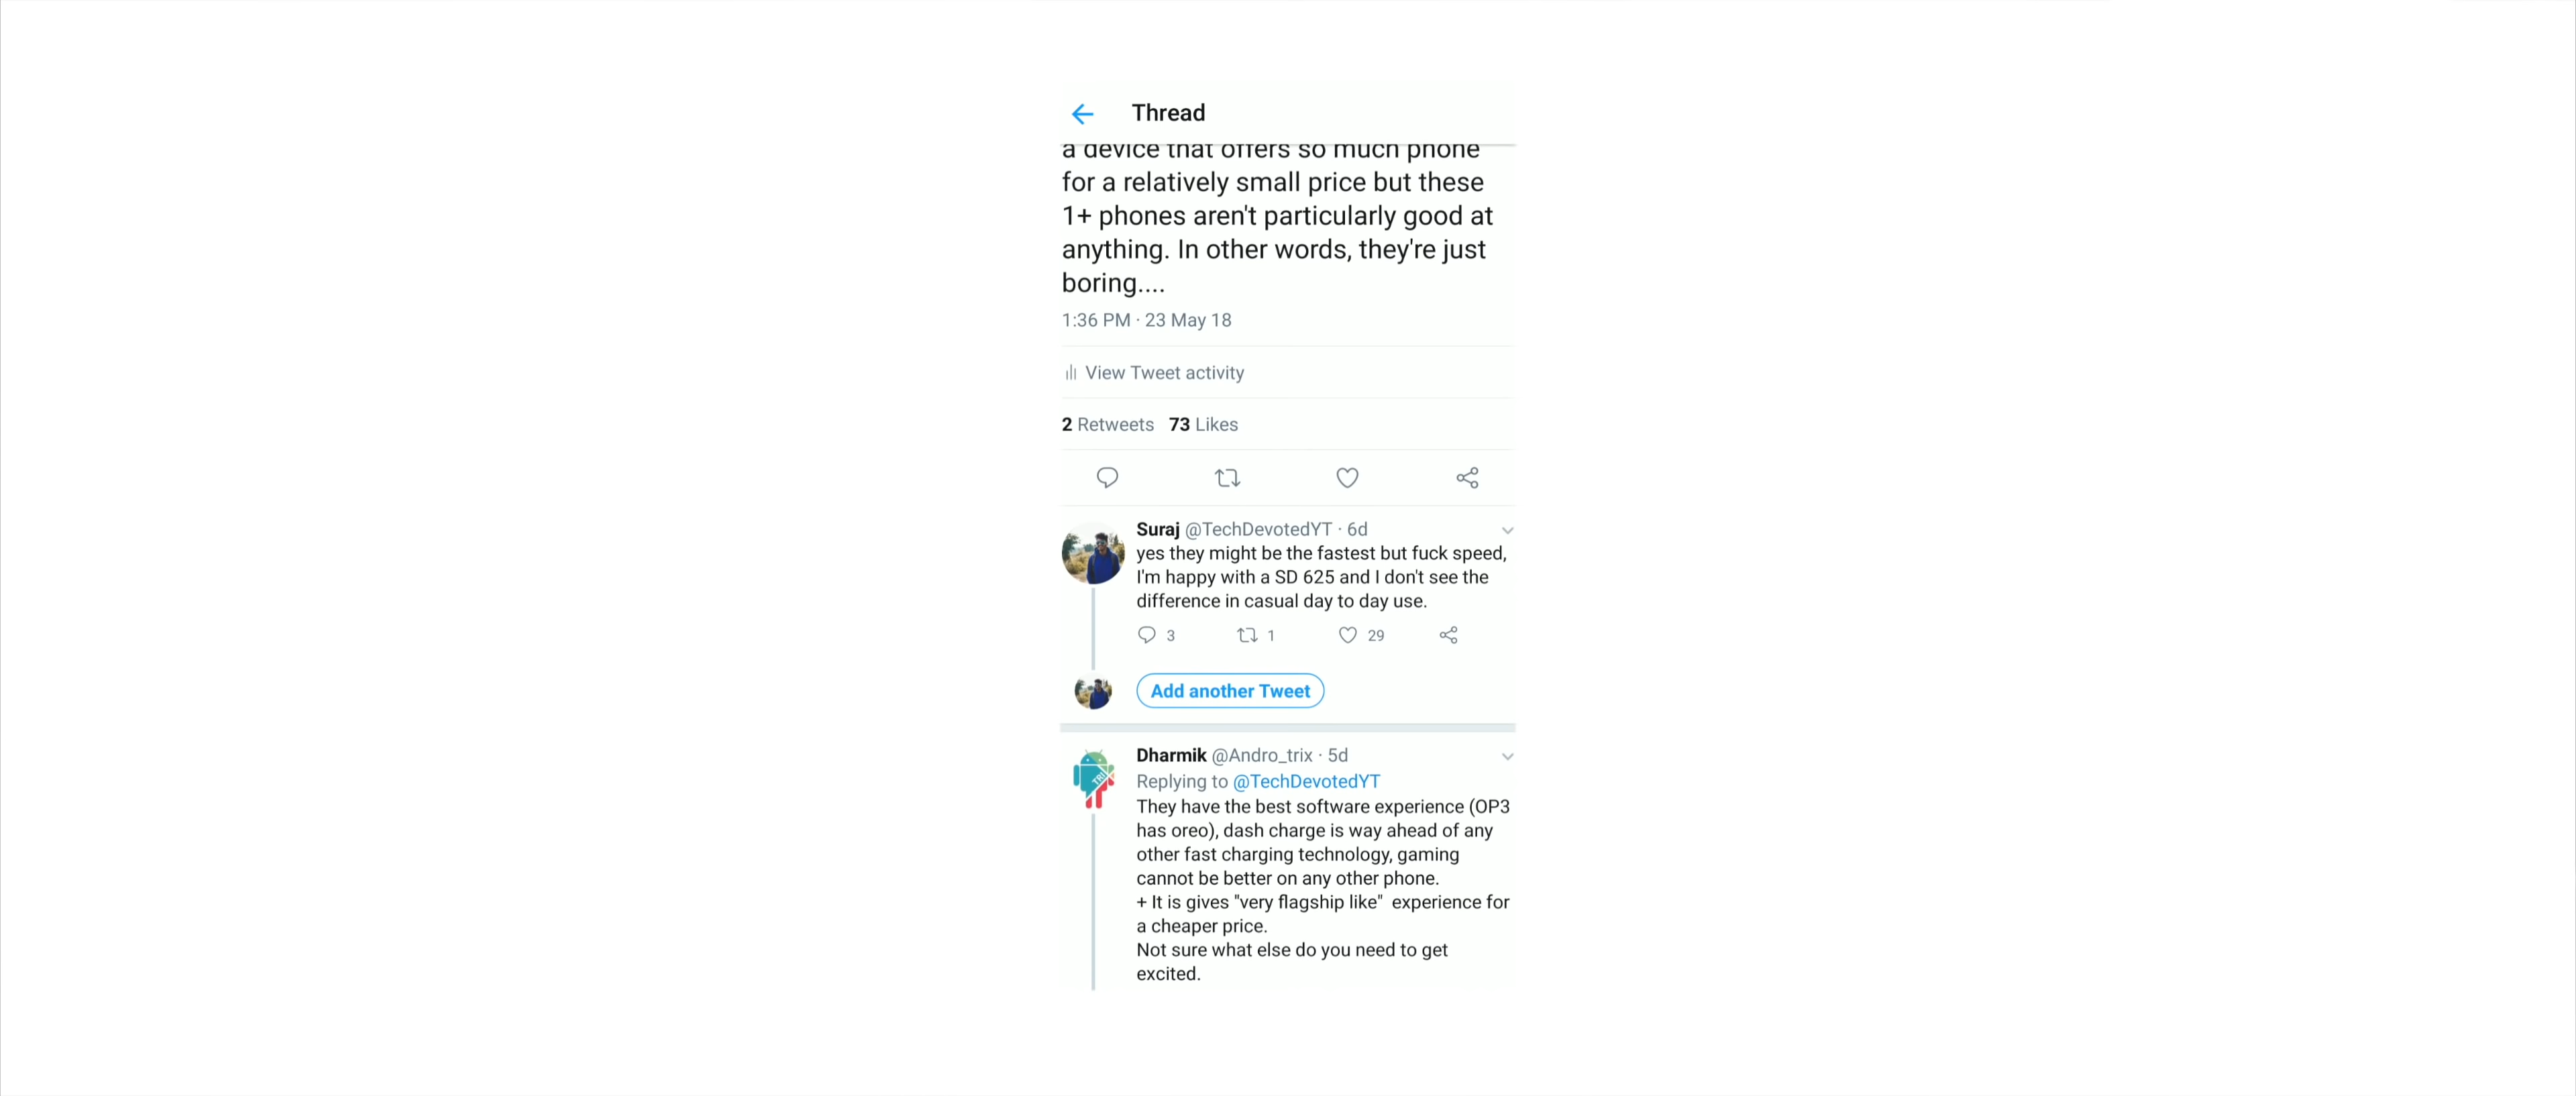 Thread
a device that offers so much phone
for a relatively small price but these
1+ phones aren't particularly good at
anything. In other words, they're just
boring....
1:36 PM · 23 May 18
View Tweet activity
2 Retweets 73 Likes
Suraj @TechDevotedYT · 6d
yes they might be the fastest but fuck speed,
I'm happy with a SD 625 and I don't see the
difference in casual day to day use.
3 1 29
Add another Tweet
Dharmik @Andro_trix · 5d
Replying to @TechDevotedYT
They have the best software experience (OP3
has oreo), dash charge is way ahead of any
other fast charging technology, gaming
cannot be better on any other phone.
+ It is gives "very flagship like"  experience for
a cheaper price.
Not sure what else do you need to get
excited.
TRIX